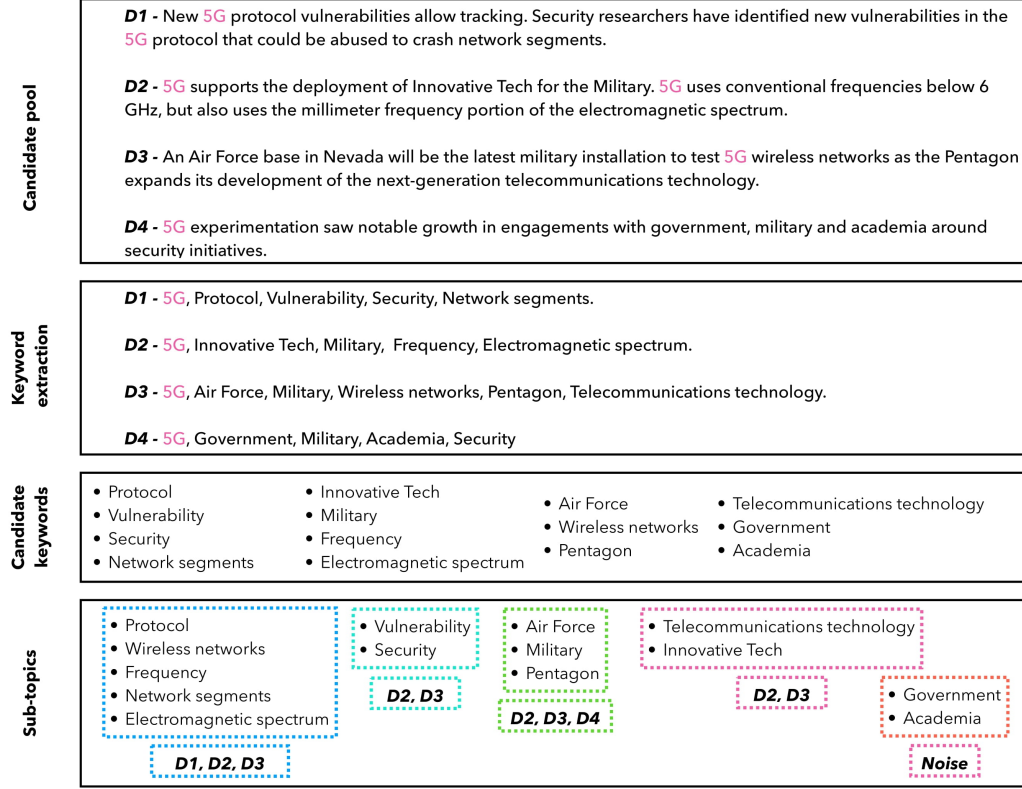 Candidate pool
D1 - New 5G protocol vulnerabilities allow tracking. Security researchers have identified new vulnerabilities in the
5G protocol that could be abused to crash network segments.
D2 - 5G supports the deployment of Innovative Tech for the Military. 5G uses conventional frequencies below 6
GHz, but also uses the millimeter frequency portion of the electromagnetic spectrum.
D3 - An Air Force base in Nevada will be the latest military installation to test 5G wireless networks as the Pentagon
expands its development of the next-generation telecommunications technology.
D4 - 5G experimentation saw notable growth in engagements with government, military and academia around
security initiatives.
Keyword
extraction
D1 - 5G, Protocol, Vulnerability, Security, Network segments.
D2 - 5G, Innovative Tech, Military, Frequency, Electromagnetic spectrum.
D3 - 5G, Air Force, Military, Wireless networks, Pentagon, Telecommunications technology.
D4 - 5G, Government, Military, Academia, Security
Candidate
keywords
• Protocol
• Vulnerability
• Security
• Network segments
• Innovative Tech
• Military
• Frequency
• Electromagnetic spectrum
• Air Force
• Wireless networks
• Pentagon
• Telecommunications technology
• Government
• Academia
Sub-topics
• Protocol
• Wireless networks
• Frequency
• Network segments
• Electromagnetic spectrum
D1, D2, D3
• Vulnerability
• Security
D2, D3
• Air Force
• Military
• Pentagon
D2, D3, D4
• Telecommunications technology
• Innovative Tech
D2, D3
• Government
• Academia
Noise